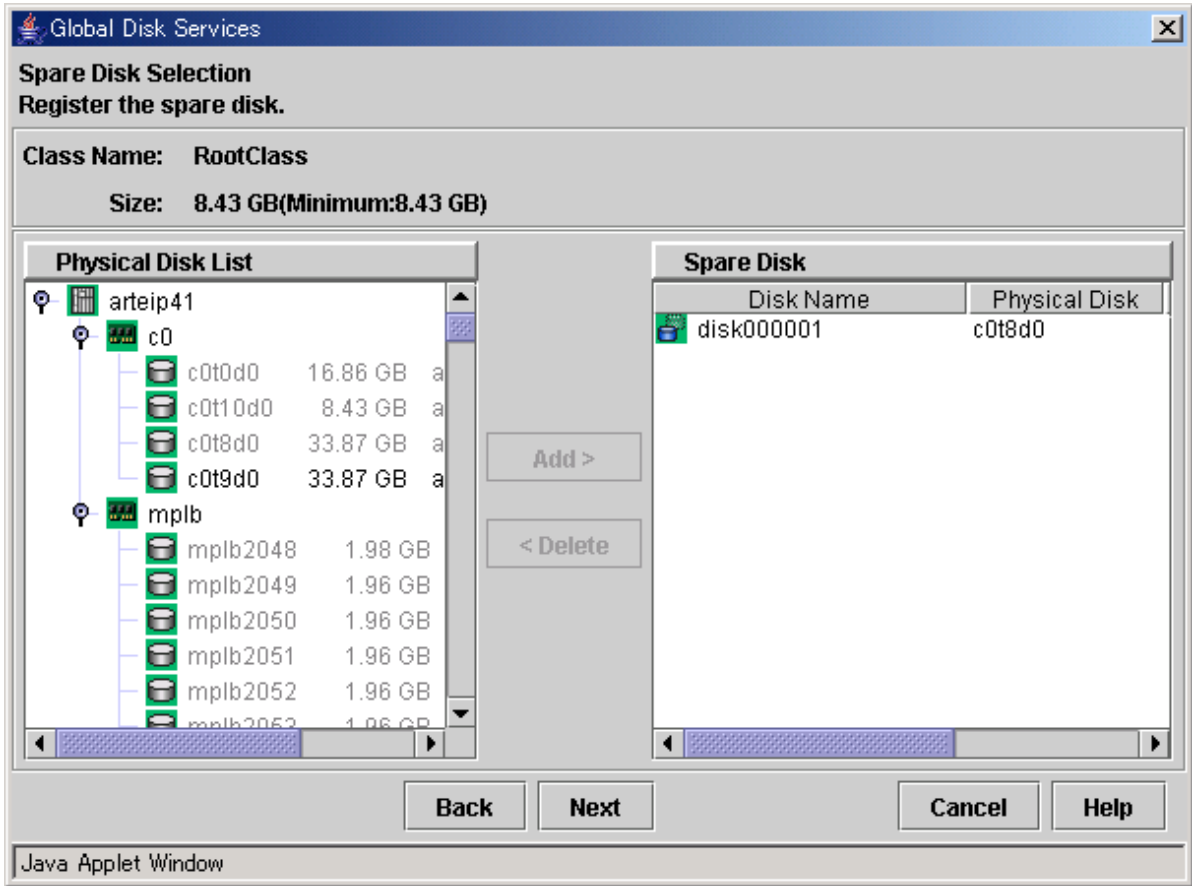 Global Disk Services
Spare Disk Selection
Register the spare disk.
Class Name: RootClass
Size: 8.43 GB(Minimum:8.43 GB)
Physical Disk List
arteip41
c0
c0t0d0 16.86 GB a
c0t10d0 8.43 GB a
c0t8d0 33.87 GB a
c0t9d0 33.87 GB a
mplb
mplb2048 1.98 GB
mplb2049 1.96 GB
mplb2050 1.96 GB
mplb2051 1.96 GB
mplb2052 1.96 GB
mplb2053 1.96 GB
Add >
< Delete
Spare Disk
Disk Name Physical Disk
disk000001 c0t8d0
Back Next Cancel Help
Java Applet Window